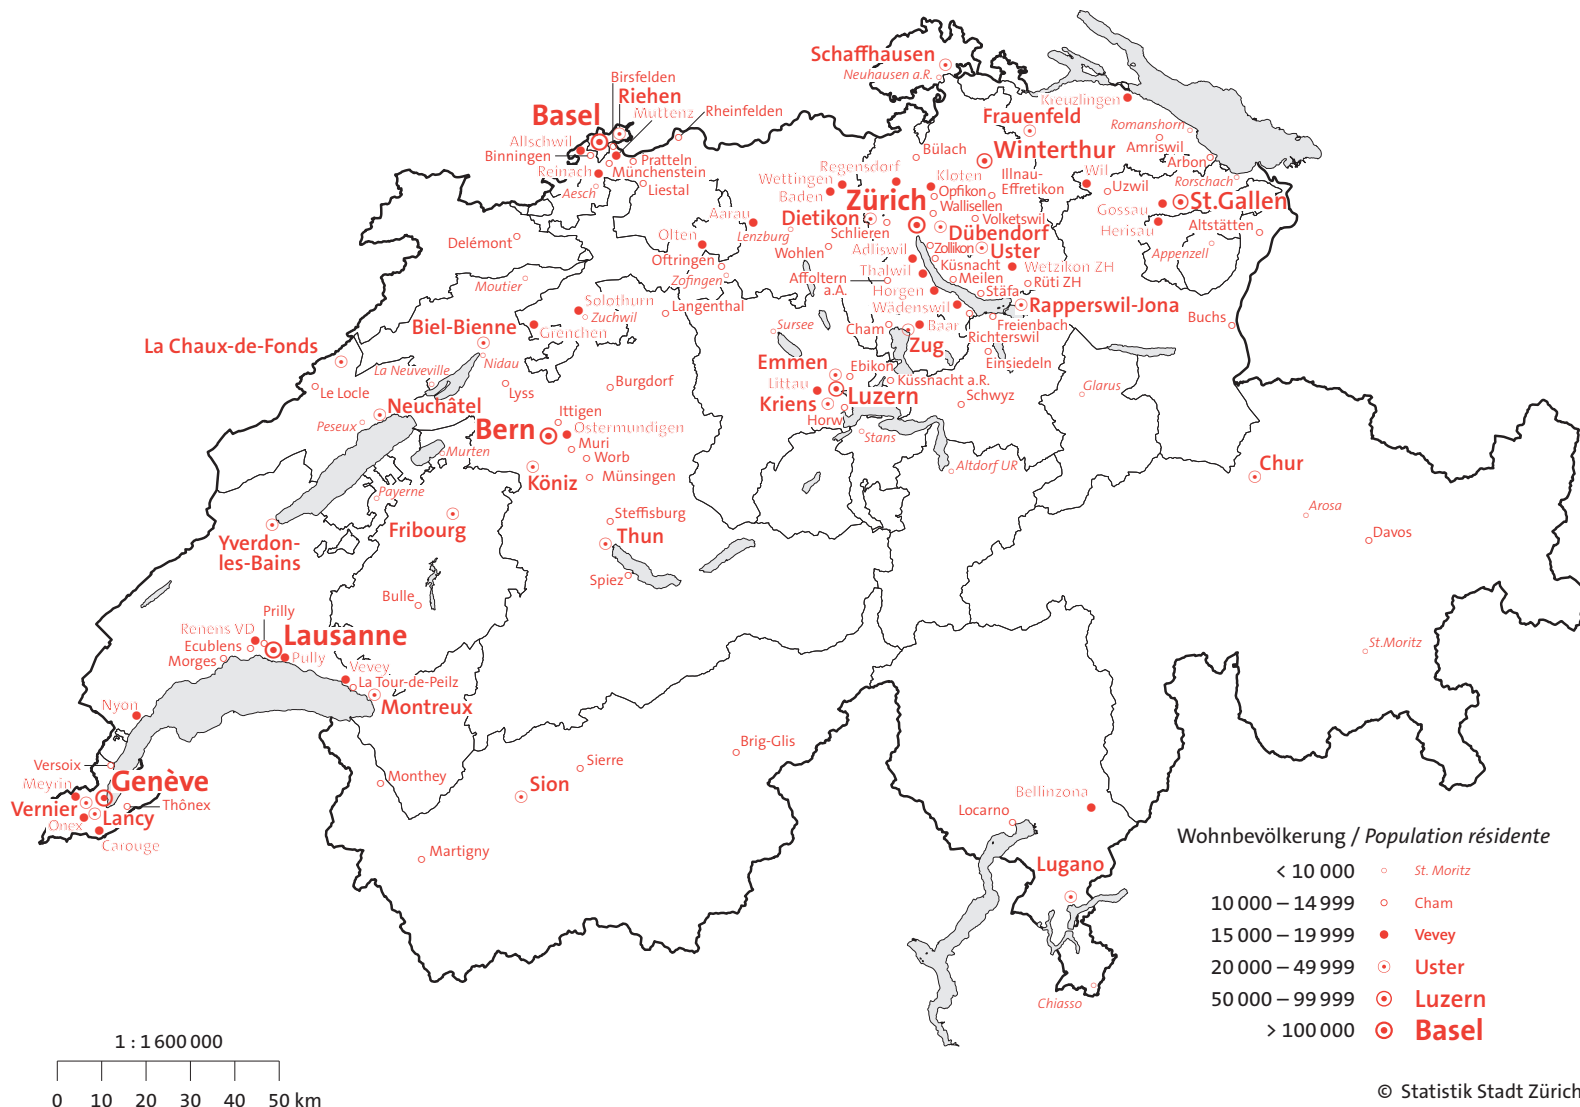 Schaffhausen
Neuhausen a.R.
Birsfelden
Riehen
Basel
Muttenz
Rheinfelden
Kreuzlingen
Frauenfeld
Romanshorn
Allschwil
Binningen
Pratteln
Münchenstein
Reinach
Aesch
Liestal
Bülach
Winterthur
Amriswil
Arbon
Regensdorf
Wettingen
Baden
Kloten
Illnau-
Effretikon
Wil
Uzwil
Rorschach
Opfikon
Zürich
Wallisellen
St.Gallen
Gossau
Aarau
Dietikon
Volketswil
Herisau
Altstätten
Lenzburg
Schlieren
Dübendorf
Delémont
Olten
Wohlen
Adliswil
Zollikon
Uster
Appenzell
Oftringen
Küsnacht
Wetzikon ZH
Moutier
Zofingen
Affoltern
a.A.
Thalwil
Meilen
Rüti ZH
Horgen
Stäfa
Solothurn
Zuchwil
Langenthal
Wädenswil
Rapperswil-Jona
Biel-Bienne
Grenchen
Sursee
Cham
Baar
Freienbach
Buchs
La Chaux-de-Fonds
Zug
Richterswil
La Neuveville
Nidau
Emmen
Ebikon
Einsiedeln
Le Locle
Lyss
Burgdorf
Littau
Küssnacht a.R.
Glarus
Neuchâtel
Kriens
Luzern
Schwyz
Peseux
Bern
Ittigen
Ostermundigen
Horw
Muri
Stans
Murten
Worb
Altdorf UR
Chur
Köniz
Münsingen
Payerne
Arosa
Fribourg
Steffisburg
Thun
Davos
Yverdon-
les-Bains
Spiez
Bulle
Prilly
Renens VD
Lausanne
Ecublens
Morges
Pully
St.Moritz
Vevey
La Tour-de-Peilz
Nyon
Montreux
Brig-Glis
Versoix
Sierre
Meyrin
Genève
Monthey
Sion
Bellinzona
Vernier
Thônex
Locarno
Onex
Lancy
Carouge
Martigny
Lugano
Chiasso
Wohnbevölkerung / Population résidente
< 10 000 St. Moritz
10 000 – 14 999 Cham
15 000 – 19 999 Vevey
20 000 – 49 999 Uster
50 000 – 99 999 Luzern
> 100 000 Basel
1 : 1 600 000
0 10 20 30 40 50 km
© Statistik Stadt Zürich